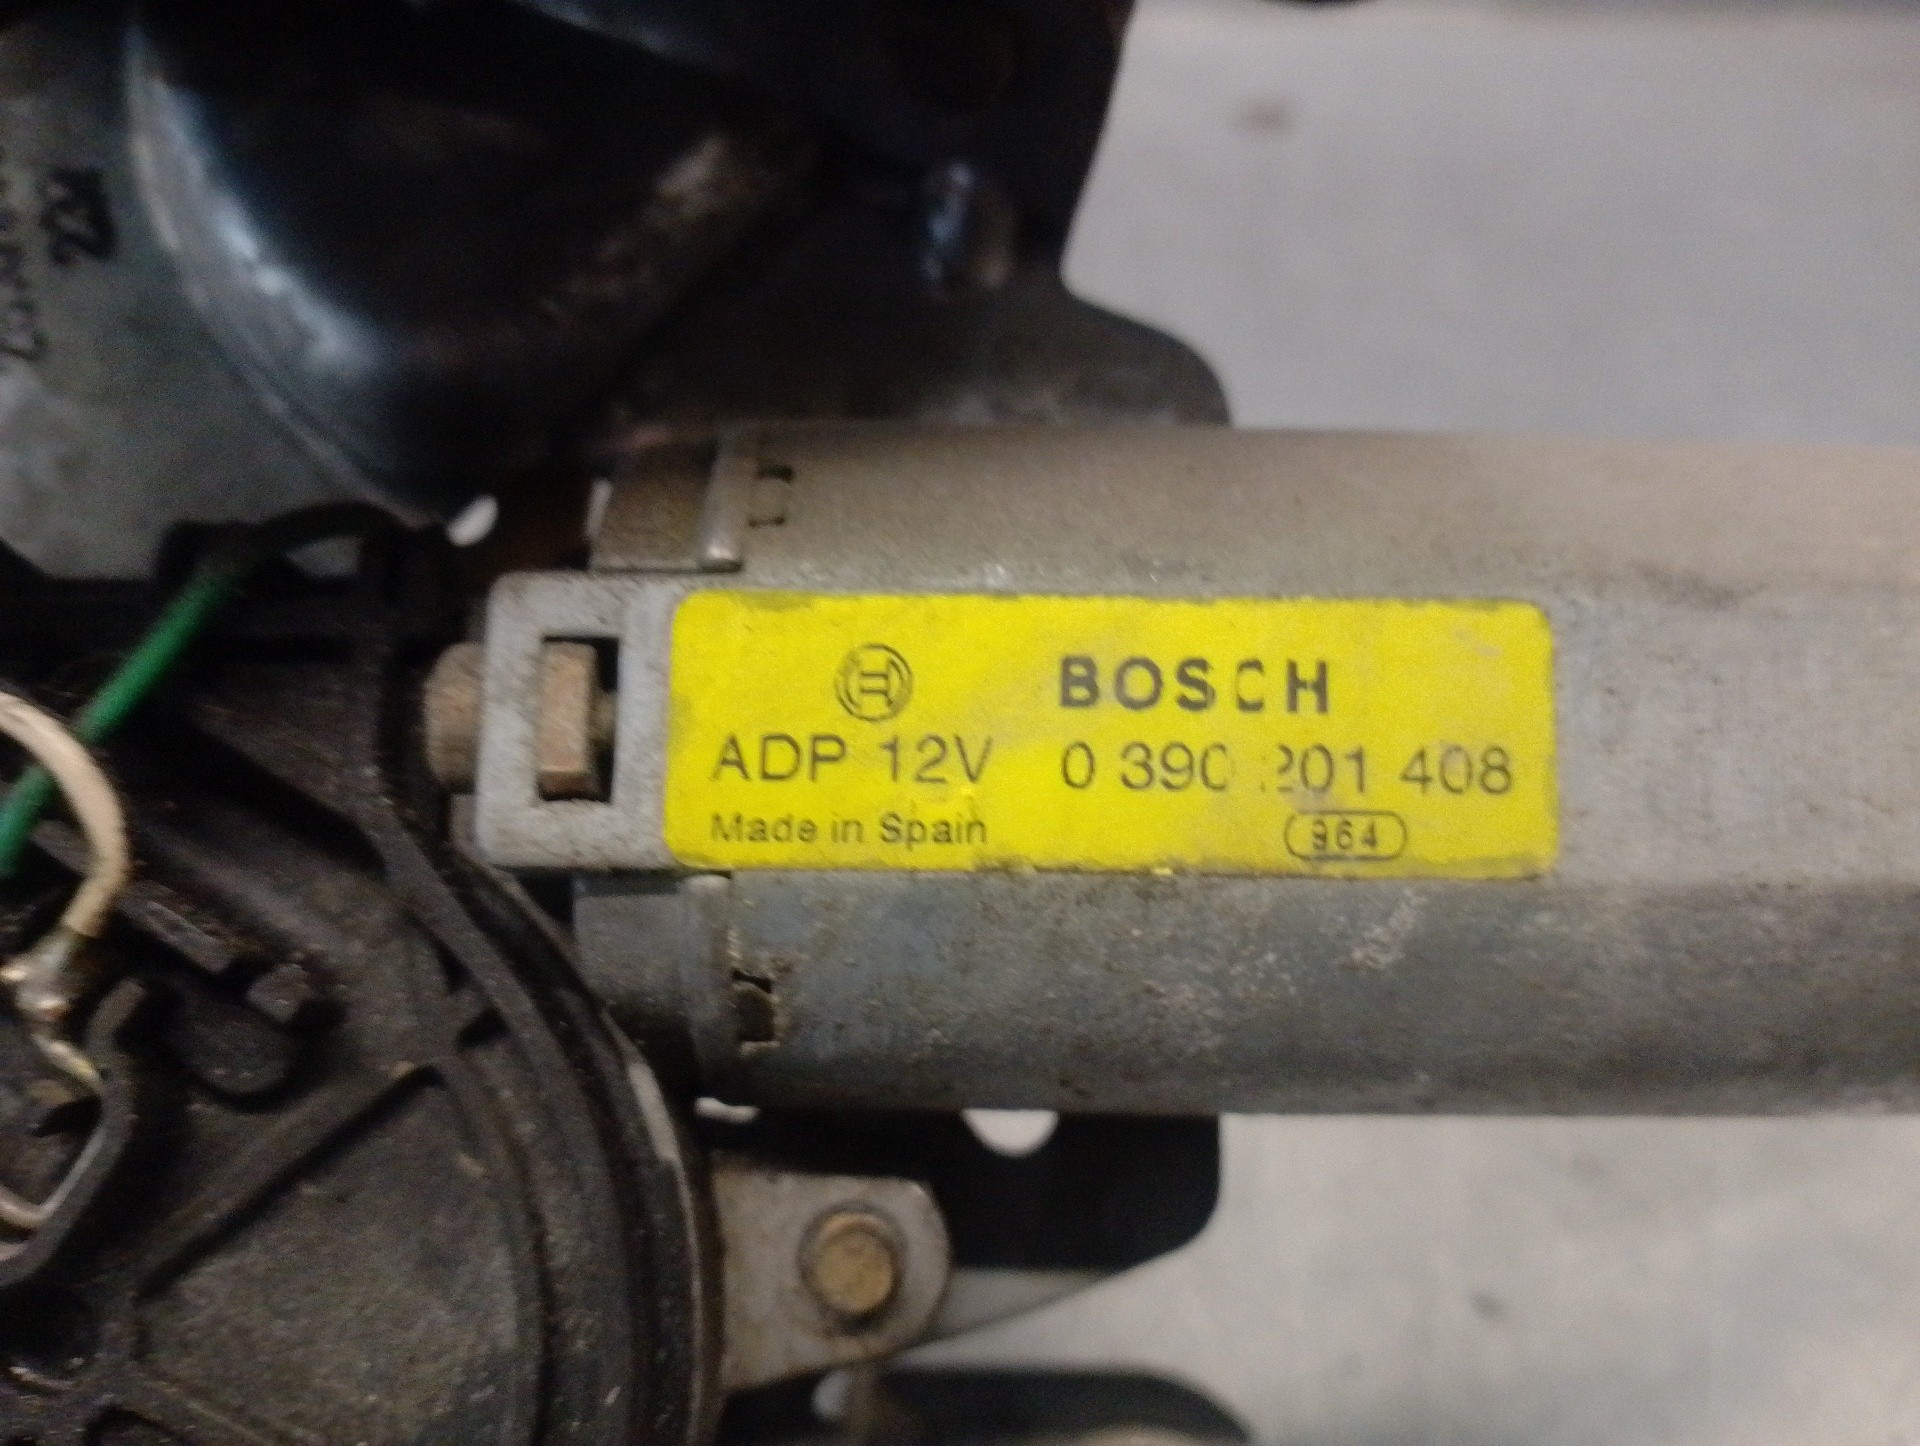 BOSCH
ADP 12V 0 390 201 408
Made in Spain 964